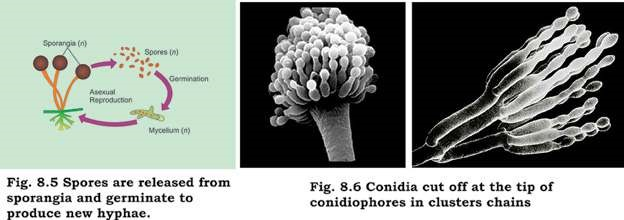 Sporangia (n)
Spores (n)
Germination
Asexual
Reproduction
Mycelium (n)
Fig. 8.5 Spores are released from
sporangia and germinate to
produce new hyphae.
Fig. 8.6 Conidia cut off at the tip of
conidiophores in clusters chains